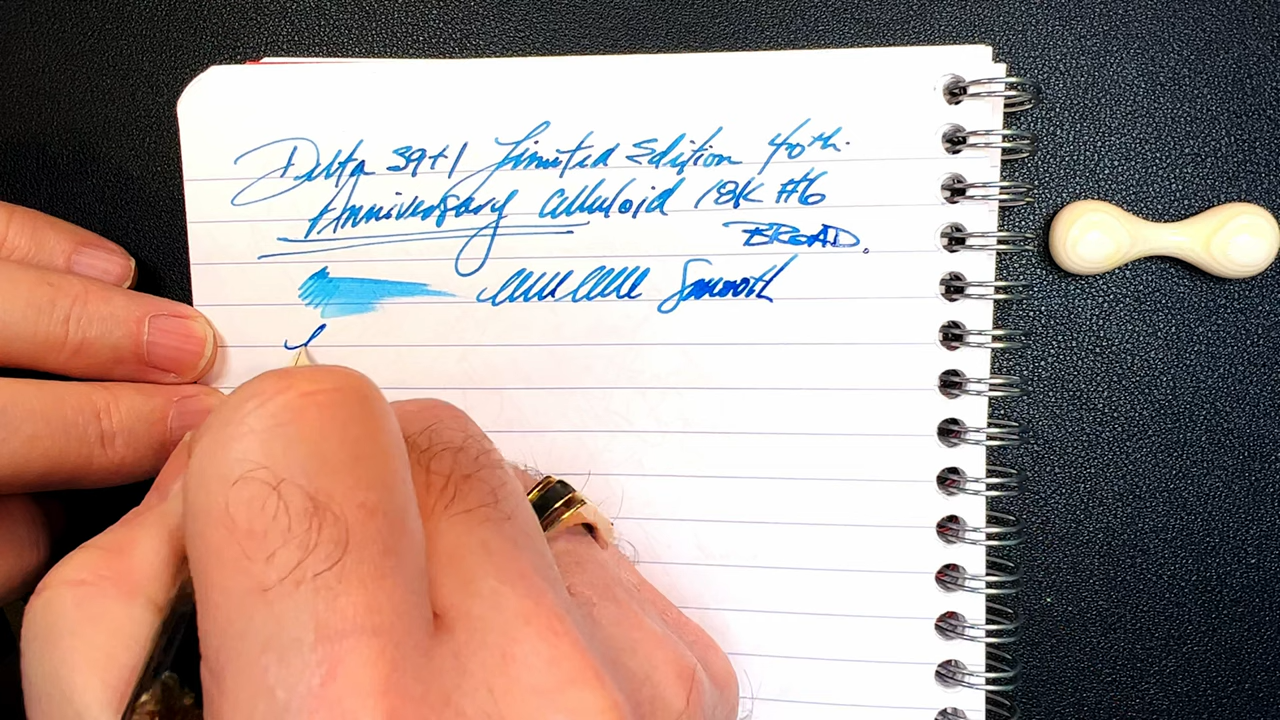 Delta 39+1 Limited Edition 40th.
Anniversary Celluloid 18K #6
BROAD.
Smooth